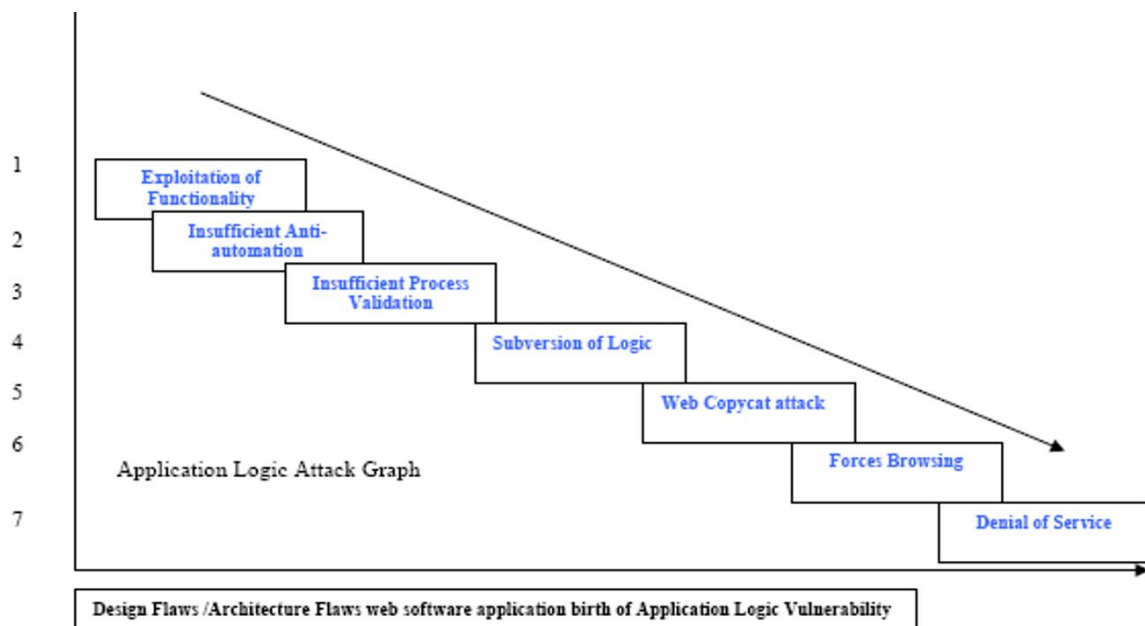 1
Exploitation of
Functionality
2
Insufficient Anti-
automation
3
Insufficient Process
Validation
4
Subversion of Logic
5
Web Copycat attack
6
Forces Browsing
Application Logic Attack Graph
7
Denial of Service
Design Flaws /Architecture Flaws web software application birth of Application Logic Vulnerability